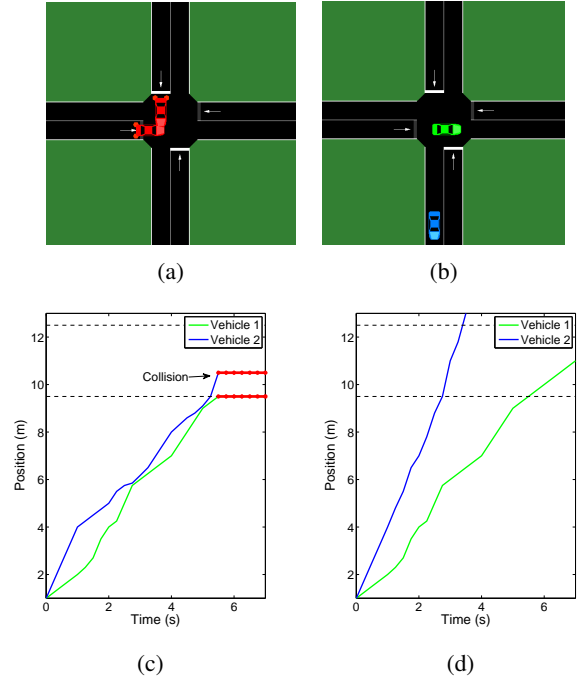 (a)
(b)
12
10
8
6
4
2
Position (m)
Vehicle 1
Vehicle 2
Collision
0
2
4
6
Time (s)
12
10
8
6
4
2
Position (m)
Vehicle 1
Vehicle 2
0
2
4
6
Time (s)
(c)
(d)